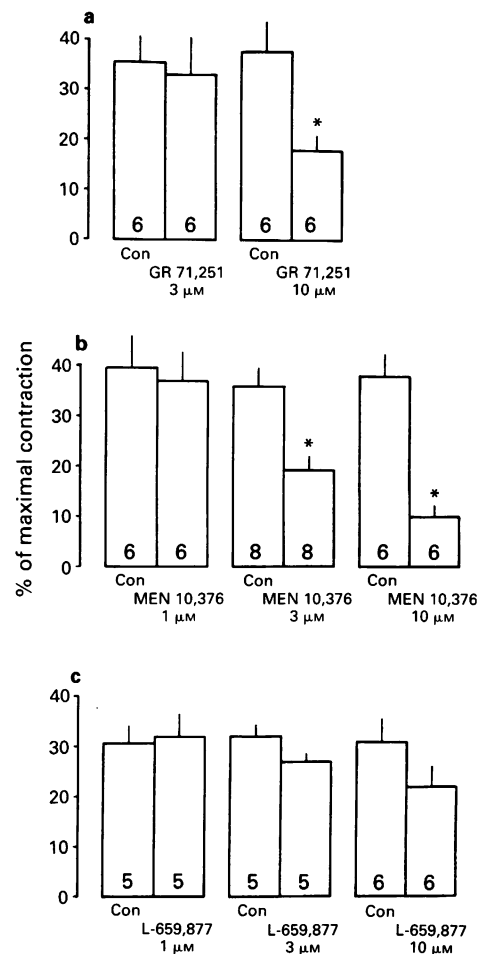 a
40
30
20
10
0
*
6 6 6 6
Con Con
GR 71,251 GR 71,251
3 μM 10 μM
% of maximal contraction
b
40
30
20
10
0
* *
6 6 8 8 6 6
Con Con Con
MEN 10,376 MEN 10,376 MEN 10,376
1 μM 3 μM 10 μM
c
40
30
20
10
0
5 5 5 5 6 6
Con Con Con
L-659,877 L-659,877 L-659,877
1 μM 3 μM 10 μM